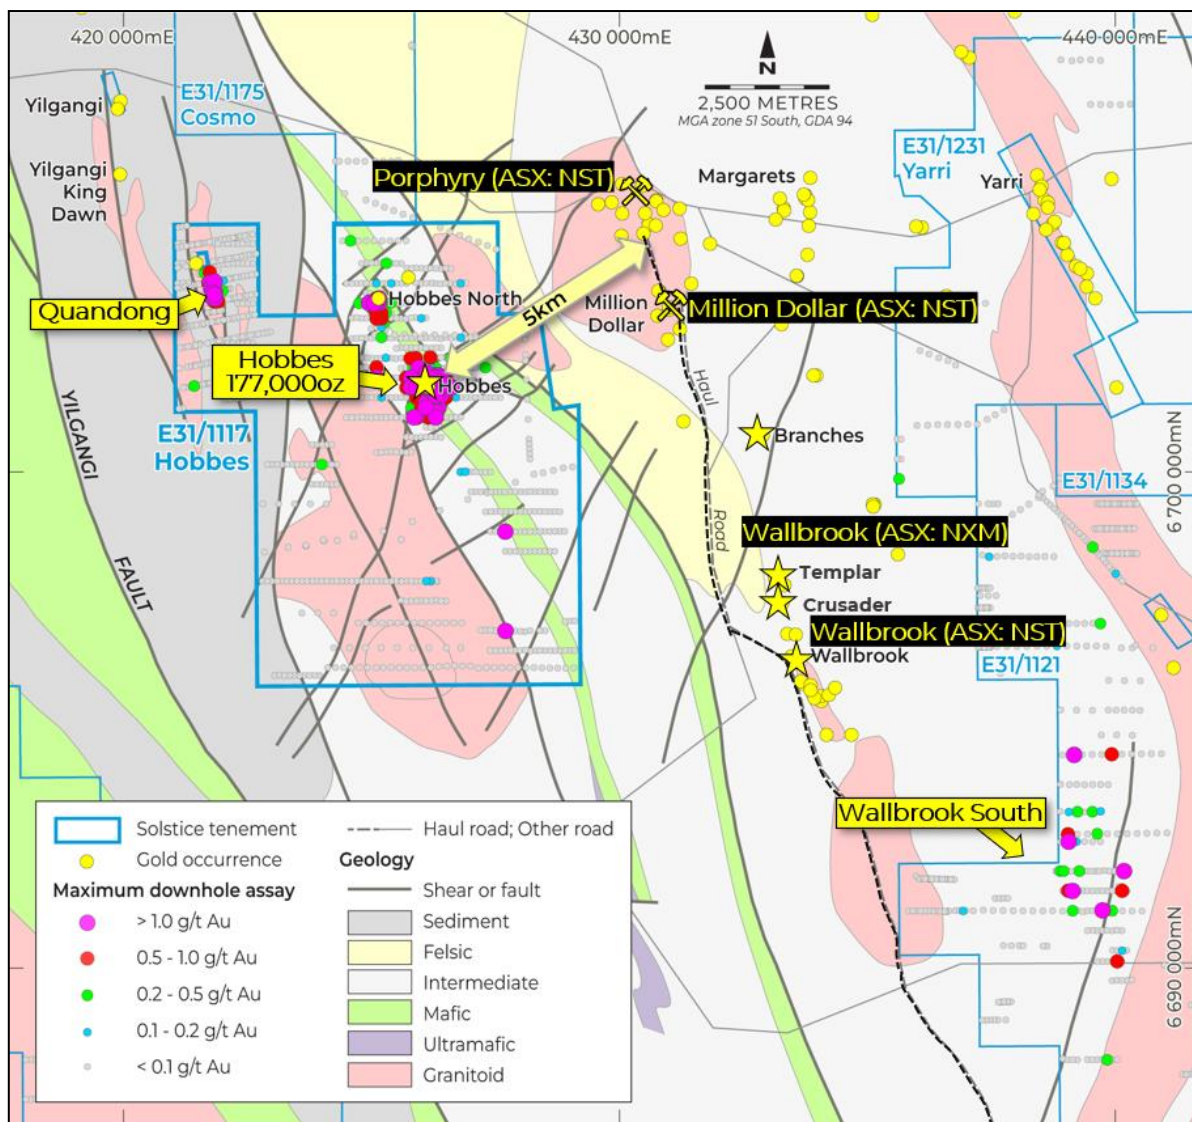 420 000mE
430 000mE
440 000mE
N
2,500 METRES
MGA zone 51 South, GDA 94
E31/1175
Cosmo
Yilgangi
Yilgangi
King
Dawn
Porphyry (ASX: NST)
Margarets
E31/1231
Yarri
Yarri
Quandong
Hobbes North
5km
Million
Dollar
Million Dollar (ASX: NST)
Hobbes
177,000oz
Hobbes
Haul
Road
YILGANGI
FAULT
E31/1117
Hobbes
Branches
E31/1134
6 700 000mN
Wallbrook (ASX: NXM)
Templar
Crusader
Wallbrook (ASX: NST)
Wallbrook
E31/1121
Wallbrook South
6 690 000mN
Solstice tenement
Gold occurrence
Maximum downhole assay
> 1.0 g/t Au
0.5 - 1.0 g/t Au
0.2 - 0.5 g/t Au
0.1 - 0.2 g/t Au
< 0.1 g/t Au
Haul road; Other road
Geology
Shear or fault
Sediment
Felsic
Intermediate
Mafic
Ultramafic
Granitoid